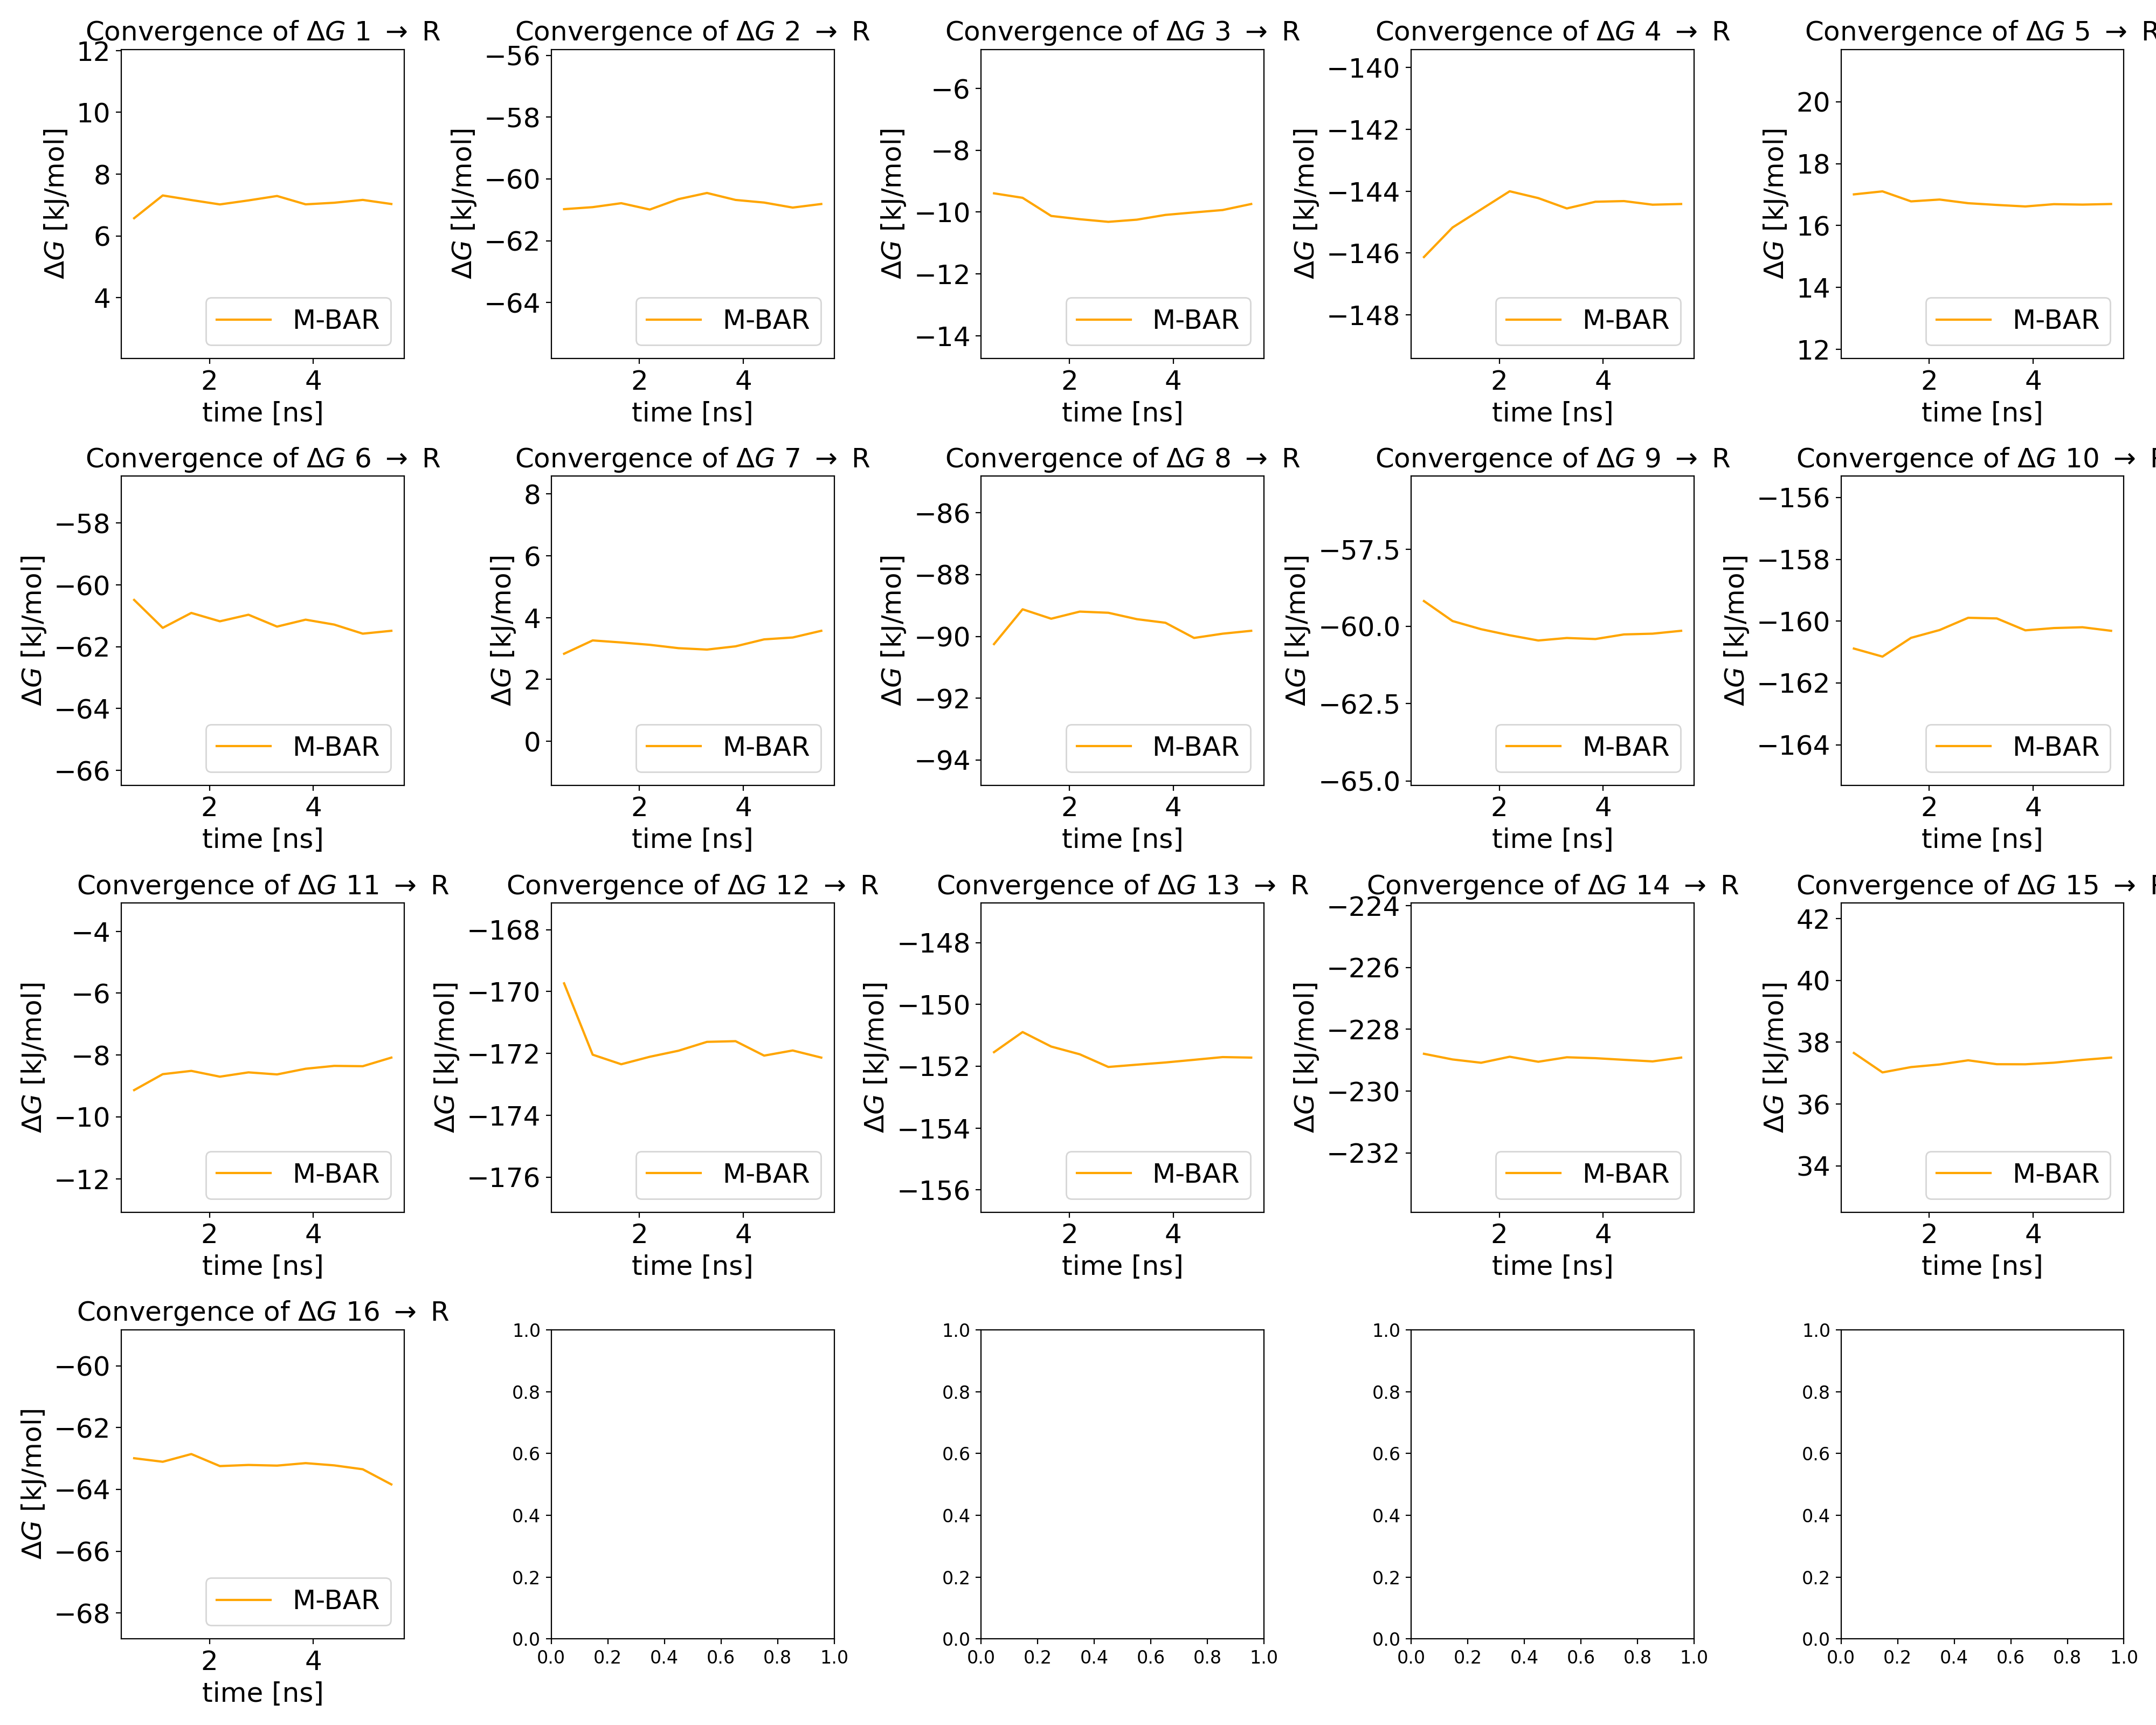 Convergence of ΔG 1 → R
12
10
8
6
4
ΔG [kJ/mol]
M-BAR
2 4
time [ns]
Convergence of ΔG 2 → R
−56
−58
−60
−62
−64
ΔG [kJ/mol]
M-BAR
2 4
time [ns]
Convergence of ΔG 3 → R
−6
−8
−10
−12
−14
ΔG [kJ/mol]
M-BAR
2 4
time [ns]
Convergence of ΔG 4 → R
−140
−142
−144
−146
−148
ΔG [kJ/mol]
M-BAR
2 4
time [ns]
Convergence of ΔG 5 → R
20
18
16
14
12
ΔG [kJ/mol]
M-BAR
2 4
time [ns]
Convergence of ΔG 6 → R
−58
−60
−62
−64
−66
ΔG [kJ/mol]
M-BAR
2 4
time [ns]
Convergence of ΔG 7 → R
8
6
4
2
0
ΔG [kJ/mol]
M-BAR
2 4
time [ns]
Convergence of ΔG 8 → R
−86
−88
−90
−92
−94
ΔG [kJ/mol]
M-BAR
2 4
time [ns]
Convergence of ΔG 9 → R
−57.5
−60.0
−62.5
−65.0
ΔG [kJ/mol]
M-BAR
2 4
time [ns]
Convergence of ΔG 10 → R
−156
−158
−160
−162
−164
ΔG [kJ/mol]
M-BAR
2 4
time [ns]
Convergence of ΔG 11 → R
−4
−6
−8
−10
−12
ΔG [kJ/mol]
M-BAR
2 4
time [ns]
Convergence of ΔG 12 → R
−168
−170
−172
−174
−176
ΔG [kJ/mol]
M-BAR
2 4
time [ns]
Convergence of ΔG 13 → R
−148
−150
−152
−154
−156
ΔG [kJ/mol]
M-BAR
2 4
time [ns]
Convergence of ΔG 14 → R
−224
−226
−228
−230
−232
ΔG [kJ/mol]
M-BAR
2 4
time [ns]
Convergence of ΔG 15 → R
42
40
38
36
34
ΔG [kJ/mol]
M-BAR
2 4
time [ns]
Convergence of ΔG 16 → R
−60
−62
−64
−66
−68
ΔG [kJ/mol]
M-BAR
2 4
time [ns]
1.0
0.8
0.6
0.4
0.2
0.0
0.0 0.2 0.4 0.6 0.8 1.0
1.0
0.8
0.6
0.4
0.2
0.0
0.0 0.2 0.4 0.6 0.8 1.0
1.0
0.8
0.6
0.4
0.2
0.0
0.0 0.2 0.4 0.6 0.8 1.0
1.0
0.8
0.6
0.4
0.2
0.0
0.0 0.2 0.4 0.6 0.8 1.0